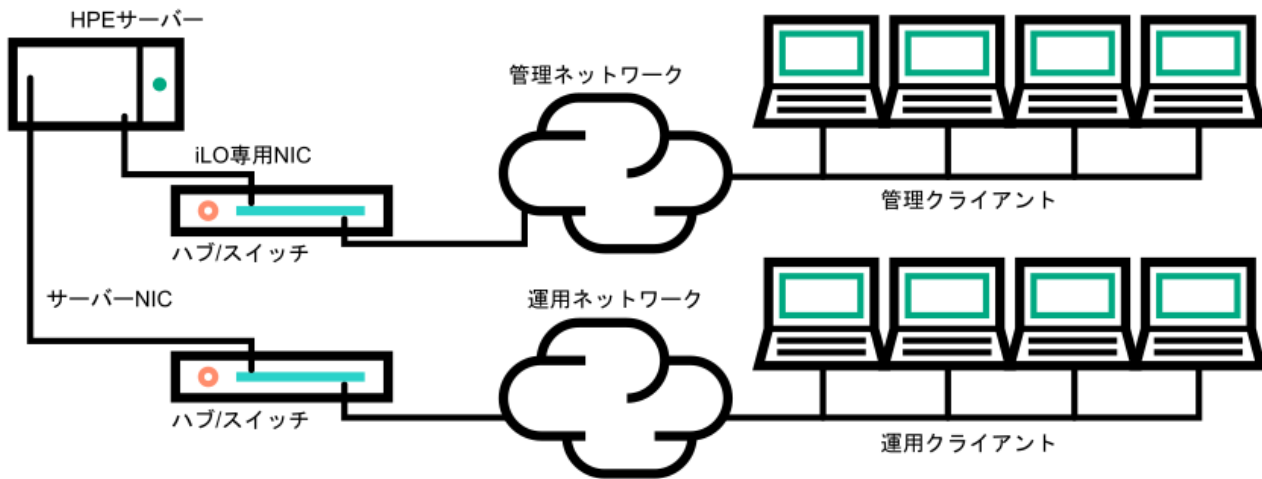 HPEサーバー
管理ネットワーク
iLO専用NIC
管理クライアント
ハブ/スイッチ
サーバーNIC
運用ネットワーク
ハブ/スイッチ
運用クライアント